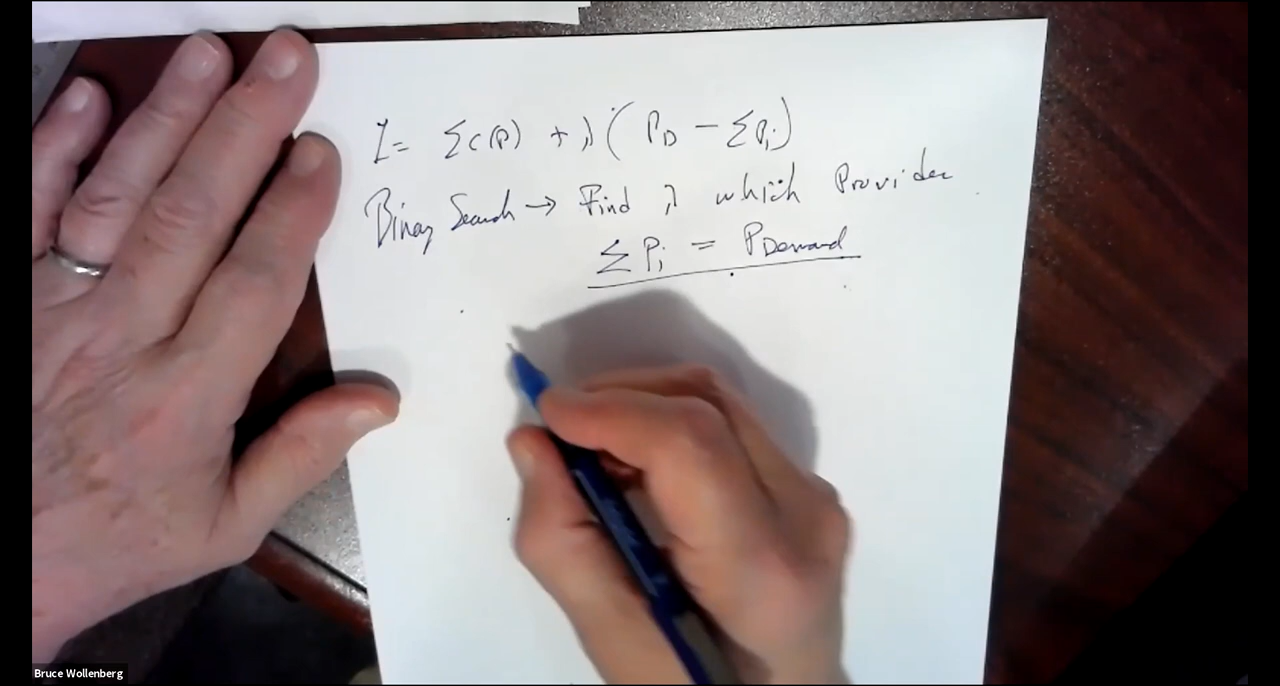 L = ΣC(P) + λ( PD - ΣPi)
Binary Search → Find λ which Provides
ΣPi = PDemand
Bruce Wollenberg